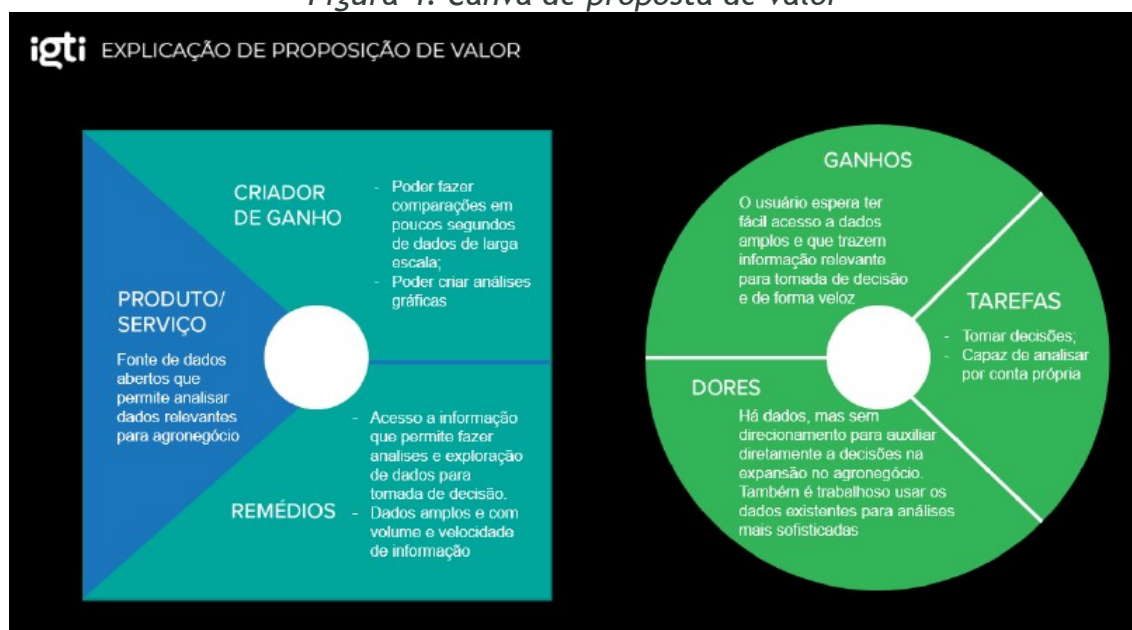 Figura 4: Canva de proposta de valor
igti EXPLICAÇÃO DE PROPOSIÇÃO DE VALOR
CRIADOR
DE GANHO
- Poder fazer
comparações em
poucos segundos
de dados de larga
escala;
- Poder criar análises
gráficas
PRODUTO/
SERVIÇO
Fonte de dados
abertos que
permite analisar
dados relevantes
para agronegócio
REMÉDIOS
- Acesso a informação
que permite fazer
analises e exploração
de dados para
tomada de decisão.
- Dados amplos e com
volume e velocidade
de informação
GANHOS
O usuário espera ter
fácil acesso a dados
amplos e que trazem
informação relevante
para tomada de decisão
e de forma veloz
TAREFAS
- Tomar decisões;
- Capaz de analisar
por conta própria
DORES
Há dados, mas sem
direcionamento para auxiliar
diretamente a decisões na
expansão no agronegócio.
Também é trabalhoso usar os
dados existentes para análises
mais sofisticadas